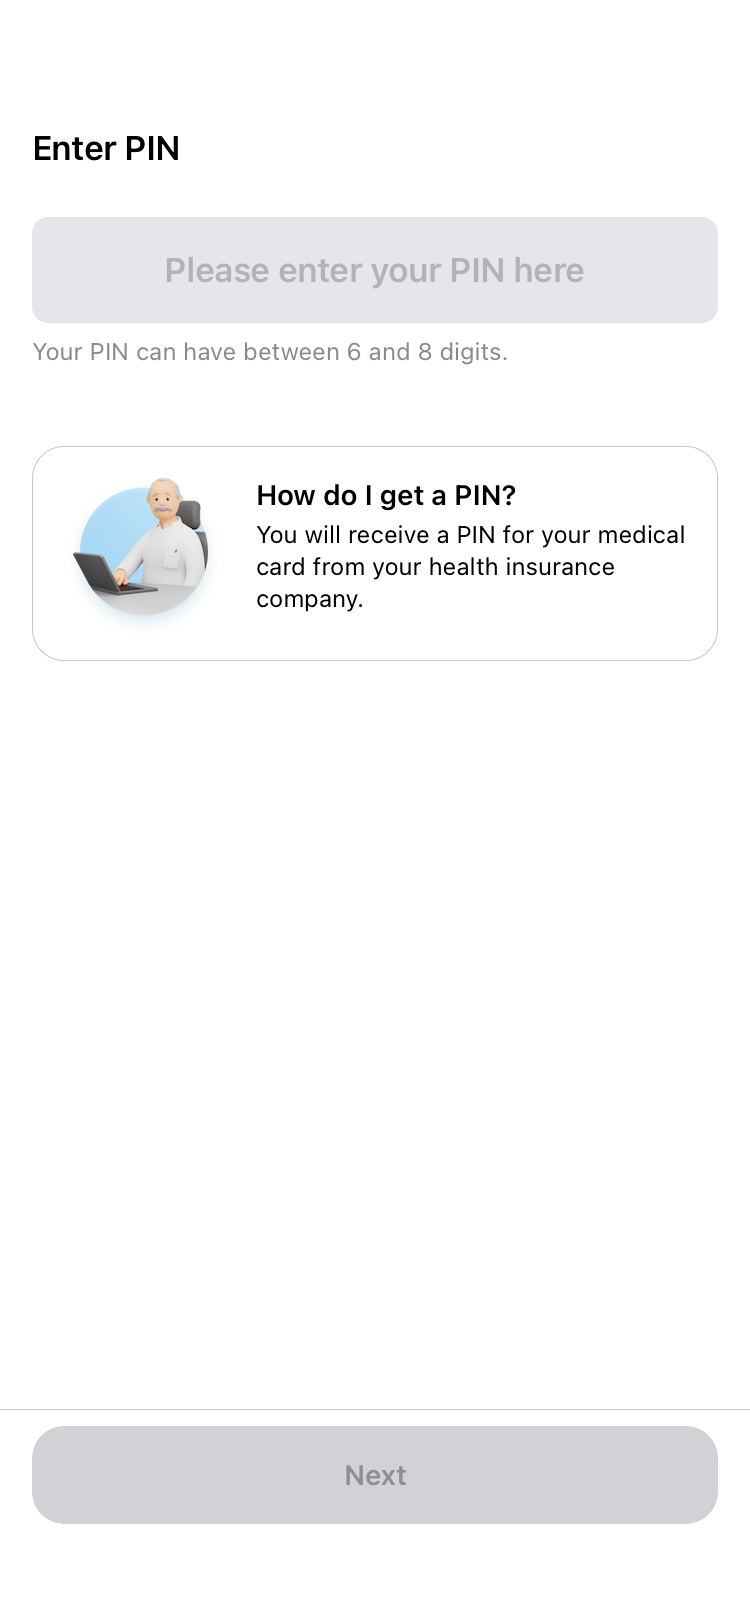 Enter PIN
Please enter your PIN here
Your PIN can have between 6 and 8 digits.
How do I get a PIN?
You will receive a PIN for your medical
card from your health insurance
company.
Next